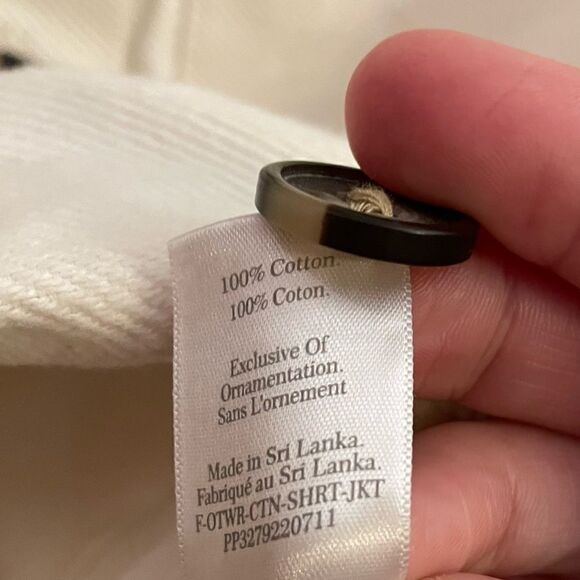 100% Cotton.
100% Coton.
Exclusive Of
Ornamentation.
Sans L'ornement
Made in Sri Lanka.
Fabriqué au Sri Lanka.
F-OTWR-CTN-SHRT-JKT
PP3279220711